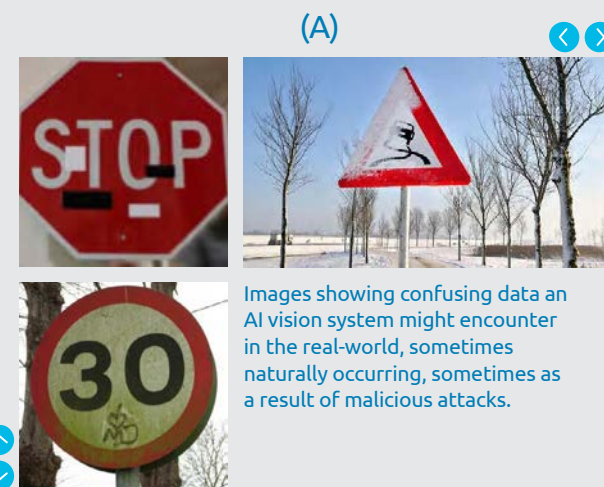 (A)
STOP
30
Images showing confusing data an
AI vision system might encounter
in the real-world, sometimes
naturally occurring, sometimes as
a result of malicious attacks.